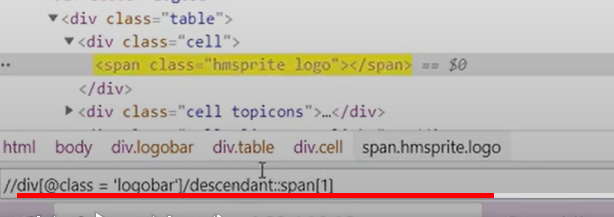 ▼<div class="table">
▼<div class="cell">
<span class="hmsprite logo"></span> == $0
</div>
▶<div class="cell topicons">…</div>
html body div.logobar div.table div.cell span.hmsprite.logo
//div[@class = 'logobar']/descendant::span[1]